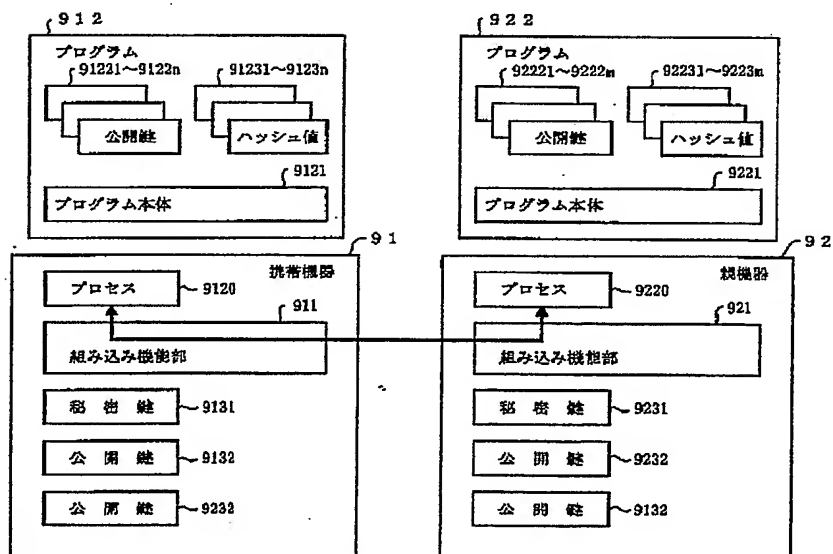 912
プログラム
91221~9122n
91231~9123n
公開鍵
ハッシュ値
9121
プログラム本体
922
プログラム
92221~9222m
92231~9223m
公開鍵
ハッシュ値
9221
プログラム本体
91
携帯機器
プロセス
9120
911
組み込み機能部
秘密鍵
9131
公開鍵
9132
公開鍵
9232
92
親機器
プロセス
9220
921
組み込み機能部
秘密鍵
9231
公開鍵
9232
公開鍵
9132